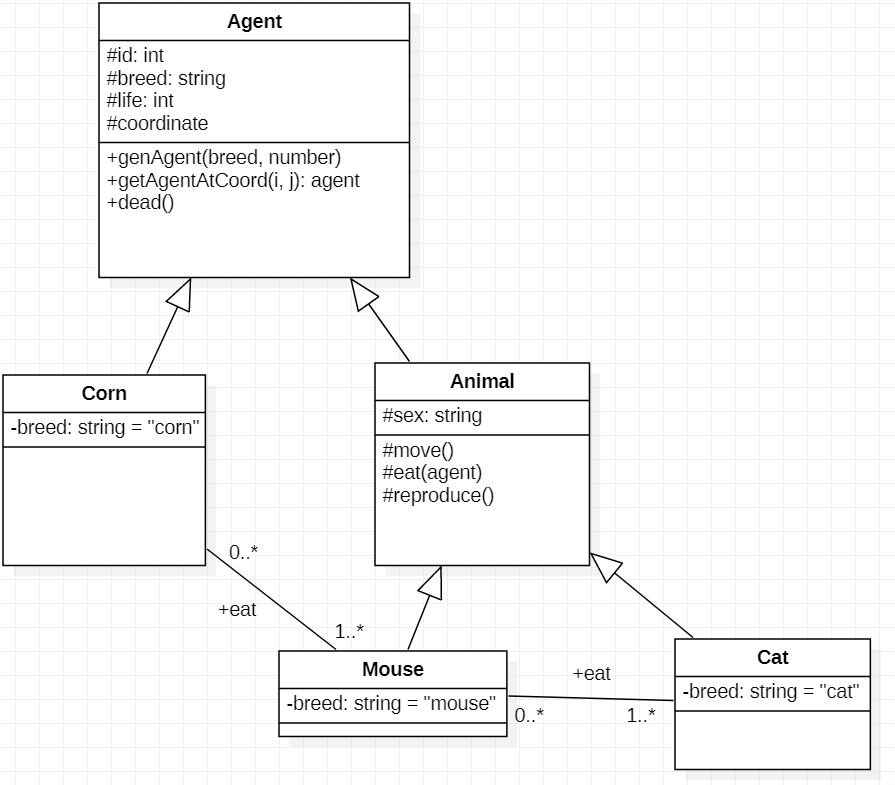 Agent
#id: int
#breed: string
#life: int
#coordinate
+genAgent(breed, number)
+getAgentAtCoord(i, j): agent
+dead()
Corn
-breed: string = "corn"
Animal
#sex: string
#move()
#eat(agent)
#reproduce()
0..*
+eat
1..*
Mouse
-breed: string = "mouse"
+eat
0..*
1..*
Cat
-breed: string = "cat"